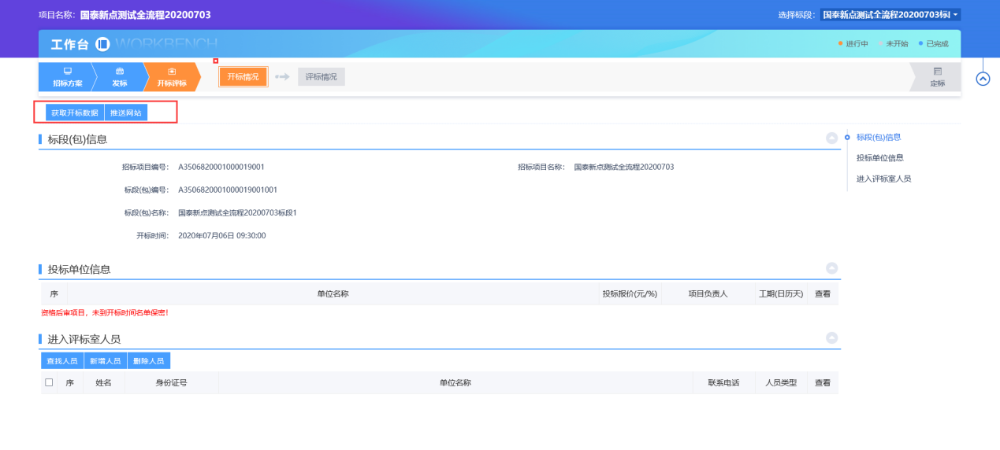 项目名称: 国泰新点测试全流程20200703
选择标段: 国泰新点测试全流程20200703标
工作台 WORKBENCH
进行中 未开始 已完成
招标方案 发标 开标评标 开标情况 评标情况 定标
获取开标数据 推送网站
标段(包)信息
标段(包)信息
投标单位信息
进入评标室人员
招标项目编号: A3506820001000019001 招标项目名称: 国泰新点测试全流程20200703
标段(包)编号: A3506820001000019001001
标段(包)名称: 国泰新点测试全流程20200703标段1
开标时间: 2020年07月06日 09:30:00
投标单位信息
序 单位名称 投标报价(元/%) 项目负责人 工期(日历天) 查看
资格后审项目，未到开标时间名单保密!
进入评标室人员
查找人员 新增人员 删除人员
序 姓名 身份证号 单位名称 联系电话 人员类型 查看